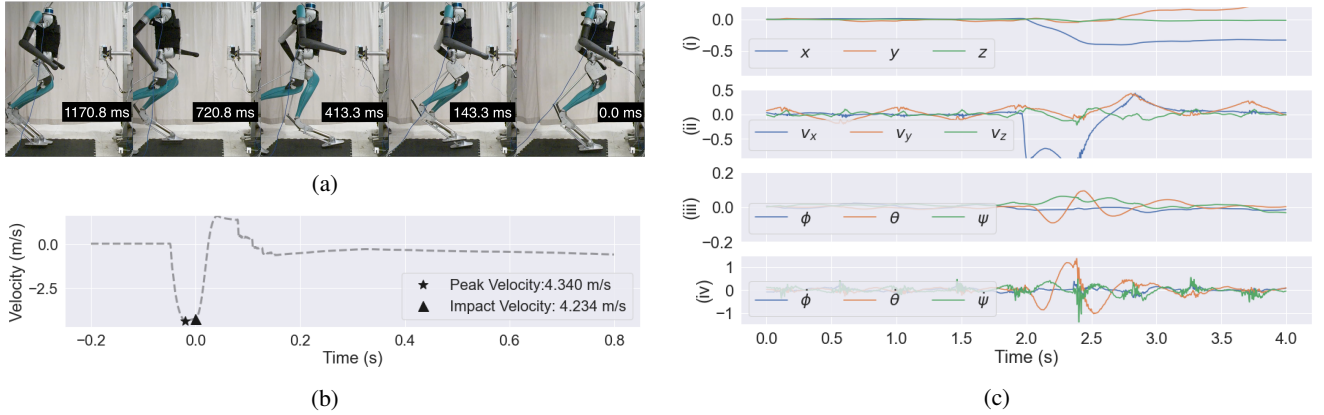 1170.8 ms 720.8 ms 413.3 ms 143.3 ms 0.0 ms
(a)
Velocity (m/s)
0.0
−2.5
Peak Velocity:4.340 m/s
Impact Velocity: 4.234 m/s
−0.2 0.0 0.2 0.4 0.6 0.8
Time (s)
(b)
(i)
0.0
−0.5
x y z
(ii)
0.5
0.0
−0.5
vₓ v_y v_z
(iii)
0.2
0.0
−0.2
ϕ θ ψ
(iv)
1
0
−1
ϕ̇ θ̇ ψ̇
0.0 0.5 1.0 1.5 2.0 2.5 3.0 3.5 4.0
Time (s)
(c)